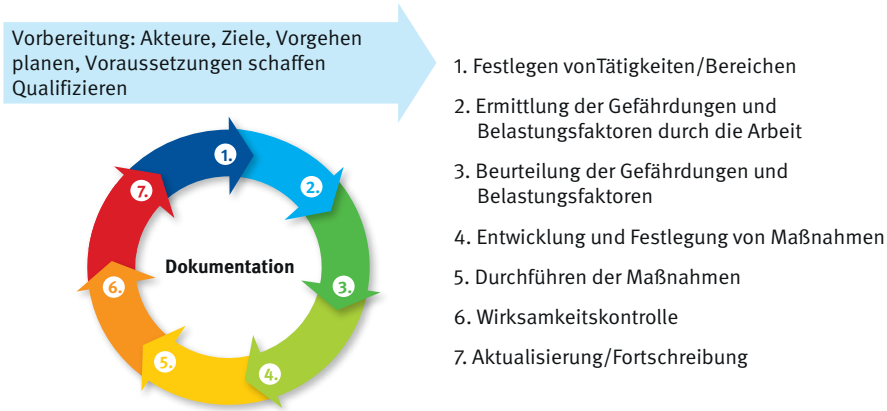 Vorbereitung: Akteure, Ziele, Vorgehen
planen, Voraussetzungen schaffen
Qualifizieren
1. Festlegen vonTätigkeiten/Bereichen
2. Ermittlung der Gefährdungen und
Belastungsfaktoren durch die Arbeit
3. Beurteilung der Gefährdungen und
Belastungsfaktoren
4. Entwicklung und Festlegung von Maßnahmen
5. Durchführen der Maßnahmen
6. Wirksamkeitskontrolle
7. Aktualisierung/Fortschreibung
1.
2.
3.
4.
5.
6.
7.
Dokumentation